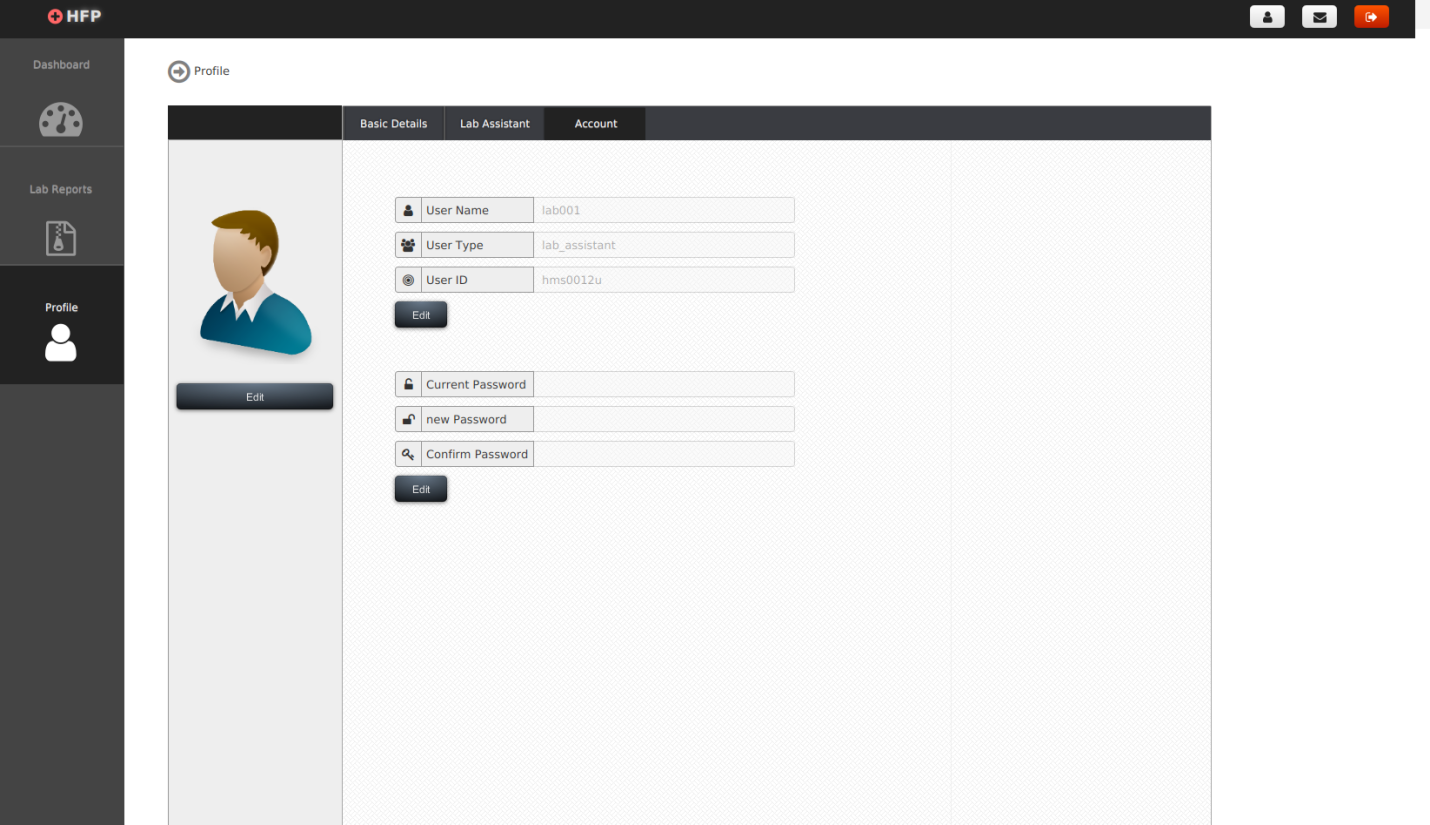 HFP
Dashboard
Lab Reports
Profile
Profile
Basic Details
Lab Assistant
Account
Edit
User Name lab001
User Type lab_assistant
User ID hms0012u
Edit
Current Password
new Password
Confirm Password
Edit